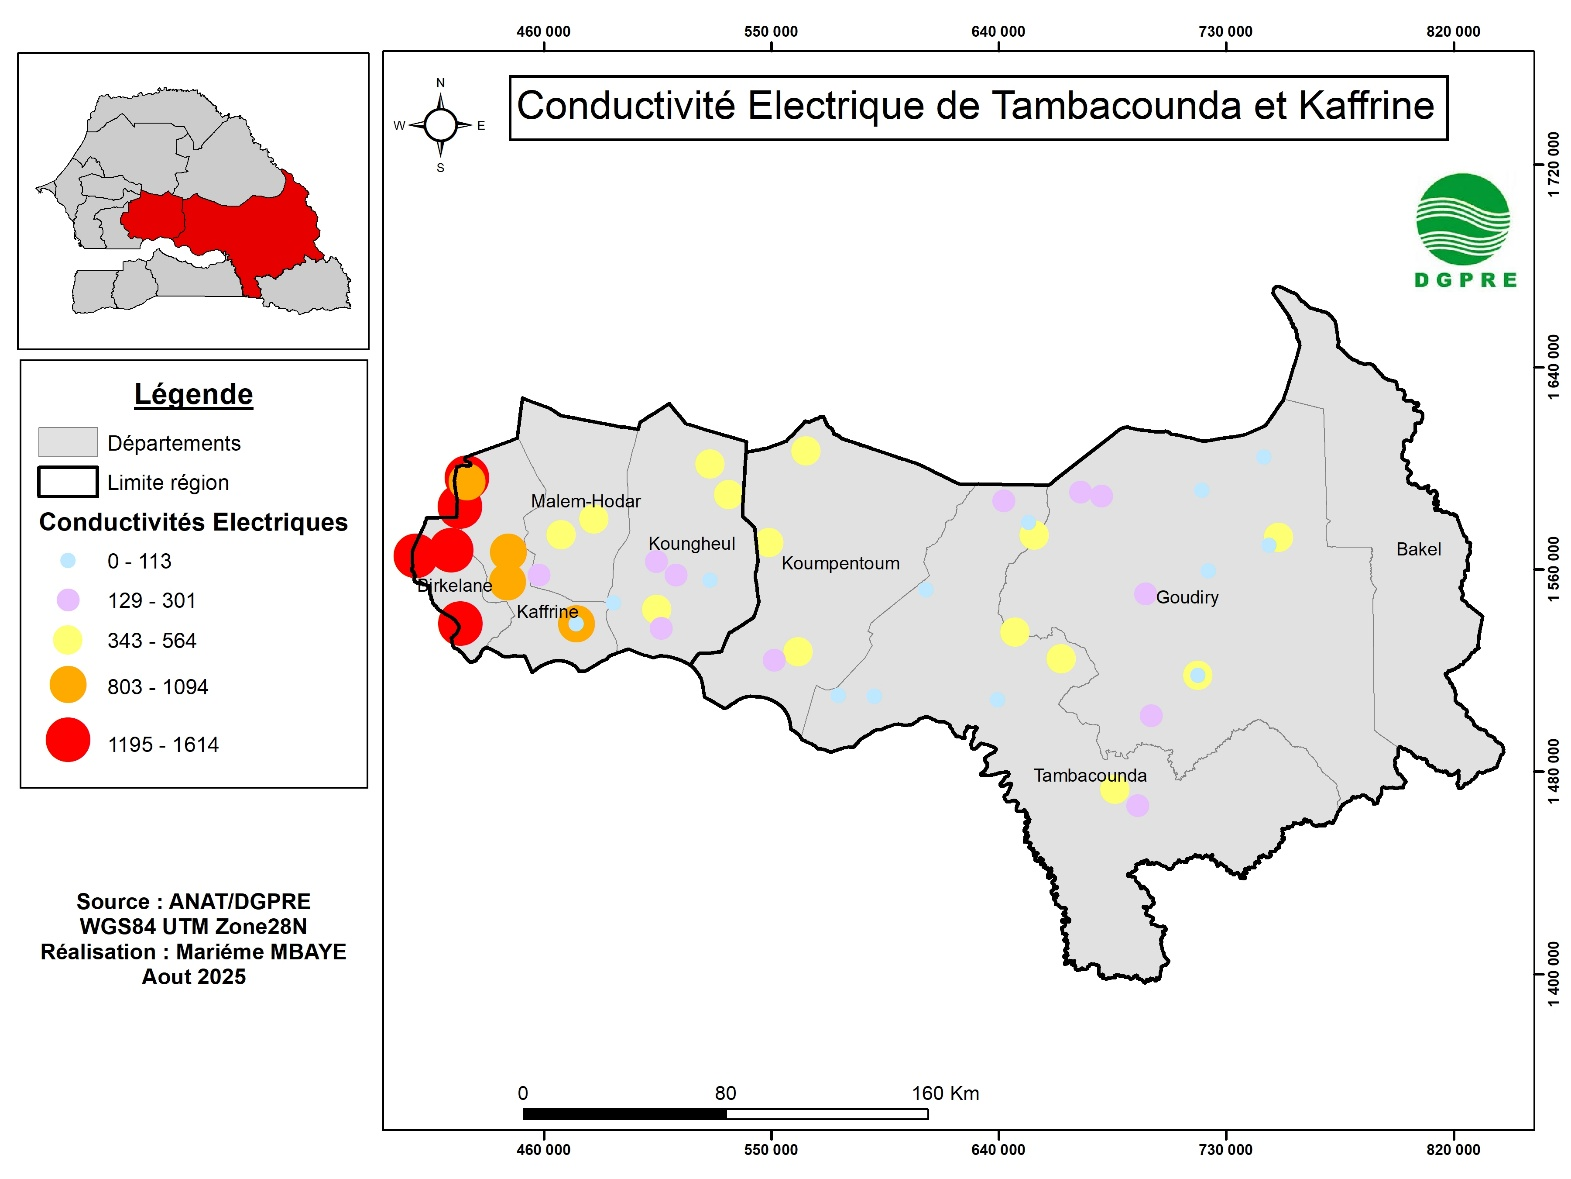 460 000
550 000
640 000
730 000
820 000
Conductivité Electrique de Tambacounda et Kaffrine
N
W
E
S
DGPRE
1 720 000
1 640 000
1 560 000
1 480 000
1 400 000
Légende
Départements
Limite région
Conductivités Electriques
0 - 113
129 - 301
343 - 564
803 - 1094
1195 - 1614
Malem-Hodar
Koungheul
Koumpentoum
Bakel
Birkelane
Kaffrine
Goudiry
Tambacounda
Source : ANAT/DGPRE
WGS84 UTM Zone28N
Réalisation : Mariéme MBAYE
Aout 2025
0
80
160 Km
460 000
550 000
640 000
730 000
820 000